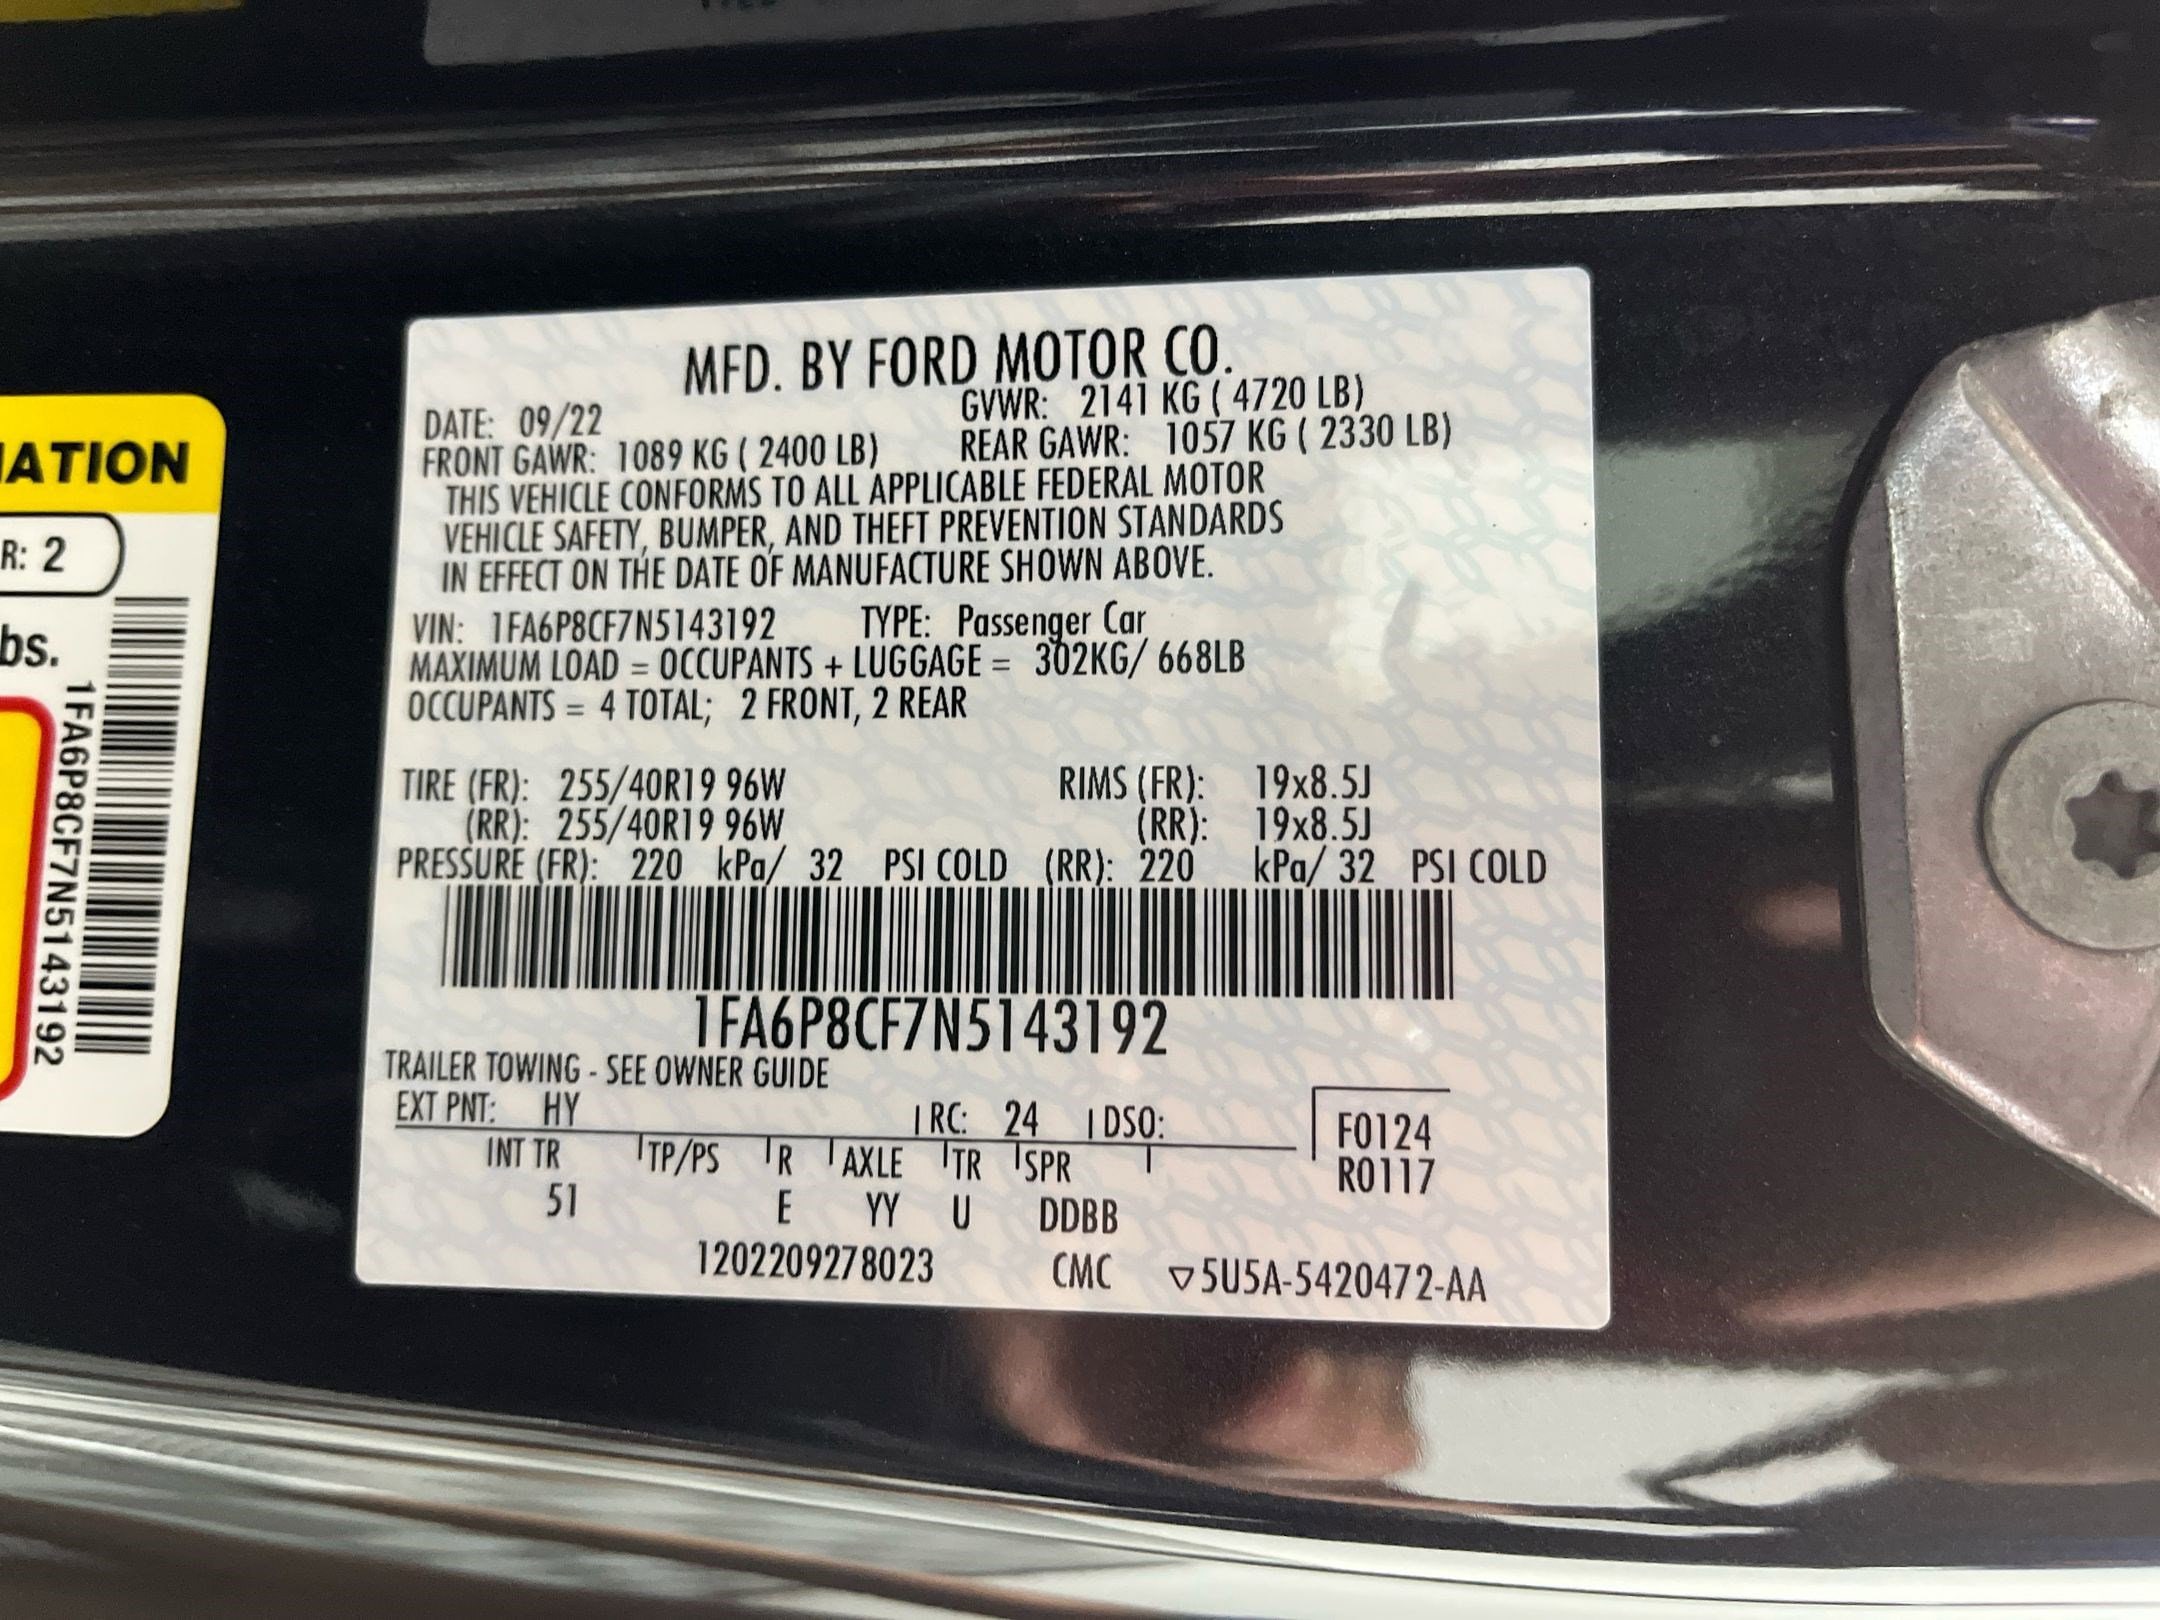 IATION
R: 2
bs.
1FA6P8CF7N5143192
MFD. BY FORD MOTOR CO.
DATE: 09/22 GVWR: 2141 KG ( 4720 LB)
FRONT GAWR: 1089 KG ( 2400 LB) REAR GAWR: 1057 KG ( 2330 LB)
THIS VEHICLE CONFORMS TO ALL APPLICABLE FEDERAL MOTOR
VEHICLE SAFETY, BUMPER, AND THEFT PREVENTION STANDARDS
IN EFFECT ON THE DATE OF MANUFACTURE SHOWN ABOVE.
VIN: 1FA6P8CF7N5143192 TYPE: Passenger Car
MAXIMUM LOAD = OCCUPANTS + LUGGAGE = 302KG/ 668LB
OCCUPANTS = 4 TOTAL; 2 FRONT, 2 REAR
TIRE (FR): 255/40R19 96W RIMS (FR): 19x8.5J
(RR): 255/40R19 96W (RR): 19x8.5J
PRESSURE (FR): 220 kPa/ 32 PSI COLD (RR): 220 kPa/ 32 PSI COLD
1FA6P8CF7N5143192
TRAILER TOWING - SEE OWNER GUIDE
EXT PNT: HY RC: 24 DSO: F0124
INT TR TP/PS R AXLE TR SPR R0117
51 E YY U DDBB
1202209278023 CMC ▽5U5A-5420472-AA